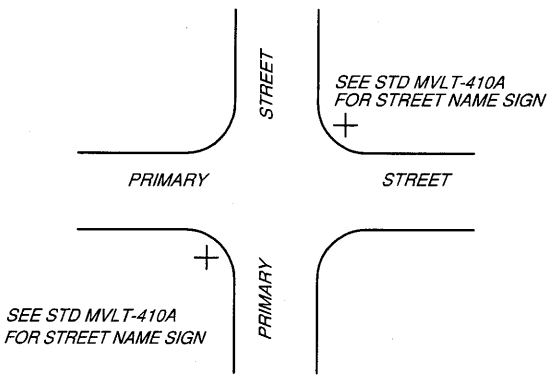 STREET
SEE STD MVLT-410A
FOR STREET NAME SIGN
PRIMARY
STREET
PRIMARY
SEE STD MVLT-410A
FOR STREET NAME SIGN